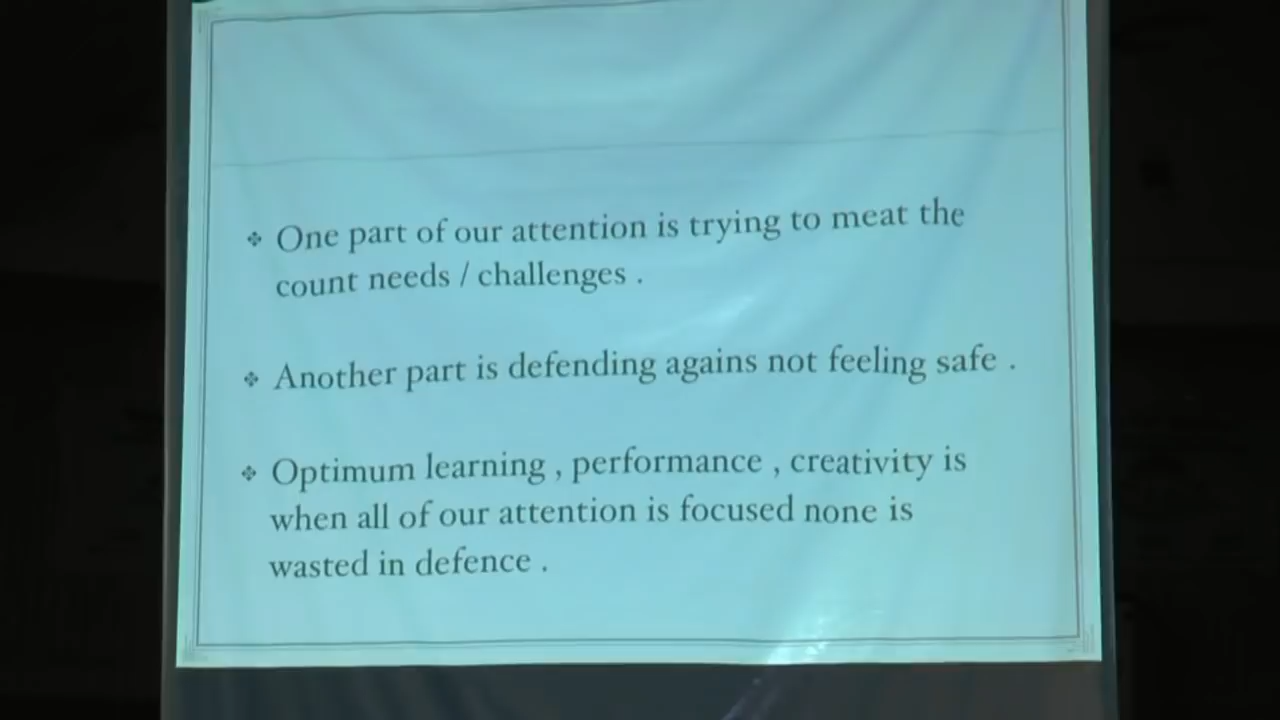 ❖ One part of our attention is trying to meat the
count needs / challenges .
❖ Another part is defending agains not feeling safe .
❖ Optimum learning , performance , creativity is
when all of our attention is focused none is
wasted in defence .